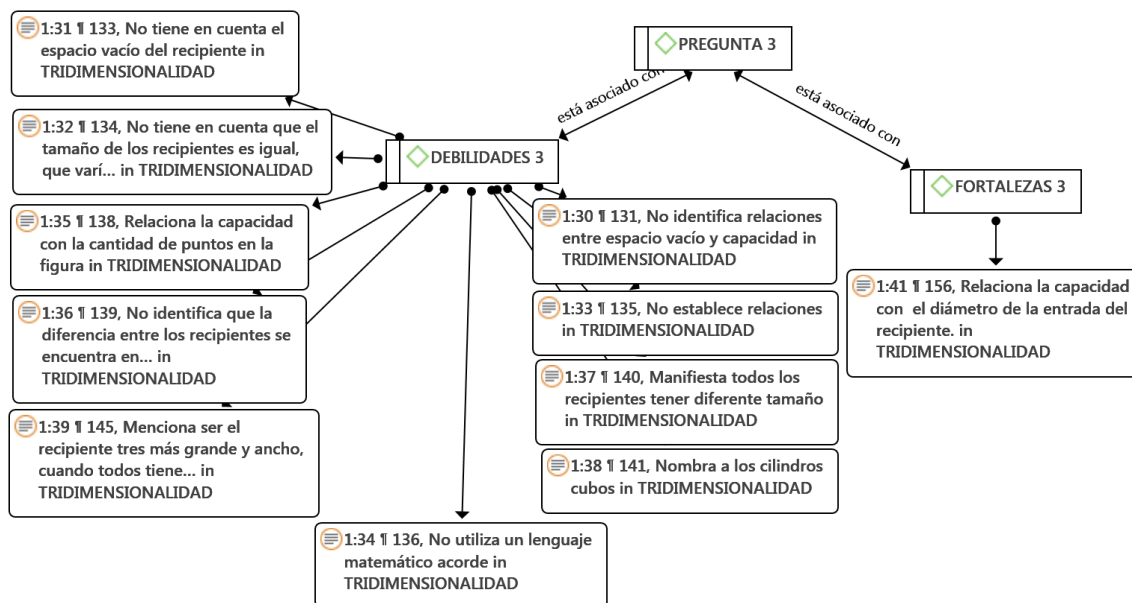 1:31 ¶ 133, No tiene en cuenta el
espacio vacío del recipiente in
TRIDIMENSIONALIDAD
PREGUNTA 3
está asociado con
está asociado con
1:32 ¶ 134, No tiene en cuenta que el
tamaño de los recipientes es igual,
que varí... in
TRIDIMENSIONALIDAD
DEBILIDADES 3
FORTALEZAS 3
1:35 ¶ 138, Relaciona la capacidad
con la cantidad de puntos en la
figura in TRIDIMENSIONALIDAD
1:30 ¶ 131, No identifica relaciones
entre espacio vacío y capacidad in
TRIDIMENSIONALIDAD
1:41 ¶ 156, Relaciona la capacidad
con el diámetro de la entrada del
recipiente. in
TRIDIMENSIONALIDAD
1:36 ¶ 139, No identifica que la
diferencia entre los recipientes se
encuentra en... in
TRIDIMENSIONALIDAD
1:33 ¶ 135, No establece relaciones
in TRIDIMENSIONALIDAD
1:37 ¶ 140, Manifiesta todos los
recipientes tener diferente tamaño
in TRIDIMENSIONALIDAD
1:39 ¶ 145, Menciona ser el
recipiente tres más grande y ancho,
cuando todos tiene... in
TRIDIMENSIONALIDAD
1:38 ¶ 141, Nombra a los cilindros
cubos in TRIDIMENSIONALIDAD
1:34 ¶ 136, No utiliza un lenguaje
matemático acorde in
TRIDIMENSIONALIDAD